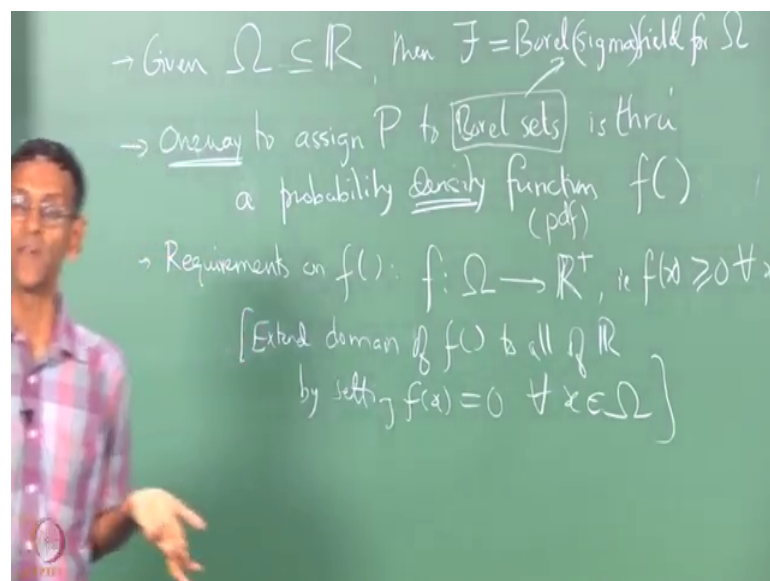 → Given Ω ⊆ ℝ, then F = Borel (sigma) field for Ω
→ One way to assign P to Borel sets is thru
a probability density function f()
(pdf)
→ Requirements on f(): f: Ω → ℝ⁺, ie f(x) ≥ 0 ∀ x
[Extend domain of f() to all of ℝ
by setting f(x) = 0 ∀ x ∈ Ω]
NPTEL